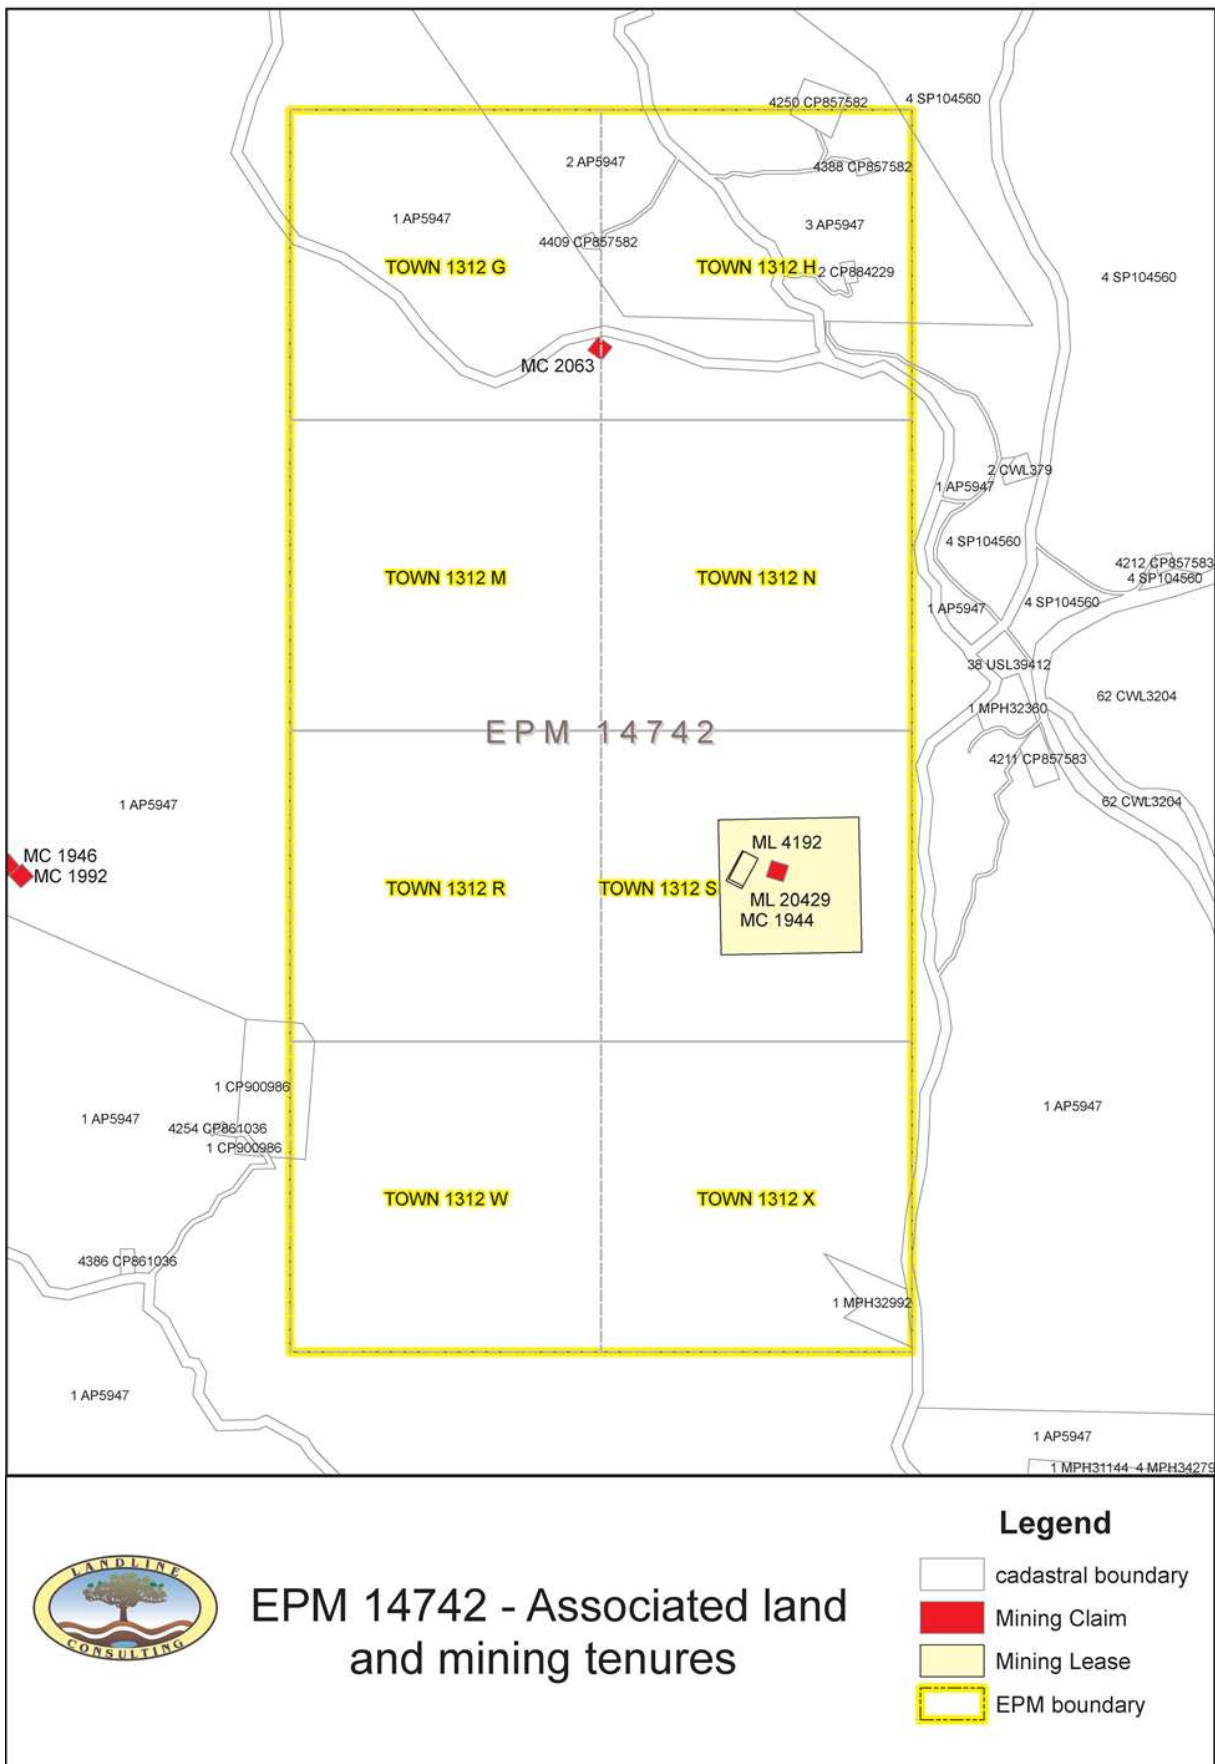 4250 CP857582
4 SP104560
2 AP5947
4388 CP857582
1 AP5947
3 AP5947
4409 CP857582
TOWN 1312 G
TOWN 1312 H
2 CP884229
4 SP104560
MC 2063
2 CWL379
1 AP5947
4 SP104560
4212 CP857583
4 SP104560
TOWN 1312 M
TOWN 1312 N
1 AP5947
4 SP104560
38 USL39412
62 CWL3204
1 MPH32360
EPM 14742
4211 CP857583
1 AP5947
62 CWL3204
MC 1946
MC 1992
ML 4192
TOWN 1312 R
TOWN 1312 S
ML 20429
MC 1944
1 CP900986
1 AP5947
1 AP5947
4254 CP861036
1 CP900986
TOWN 1312 W
TOWN 1312 X
4386 CP861036
1 MPH32992
1 AP5947
1 AP5947
1 MPH31144
4 MPH34279
LANDLINE
CONSULTING
EPM 14742 - Associated land
and mining tenures
Legend
cadastral boundary
Mining Claim
Mining Lease
EPM boundary